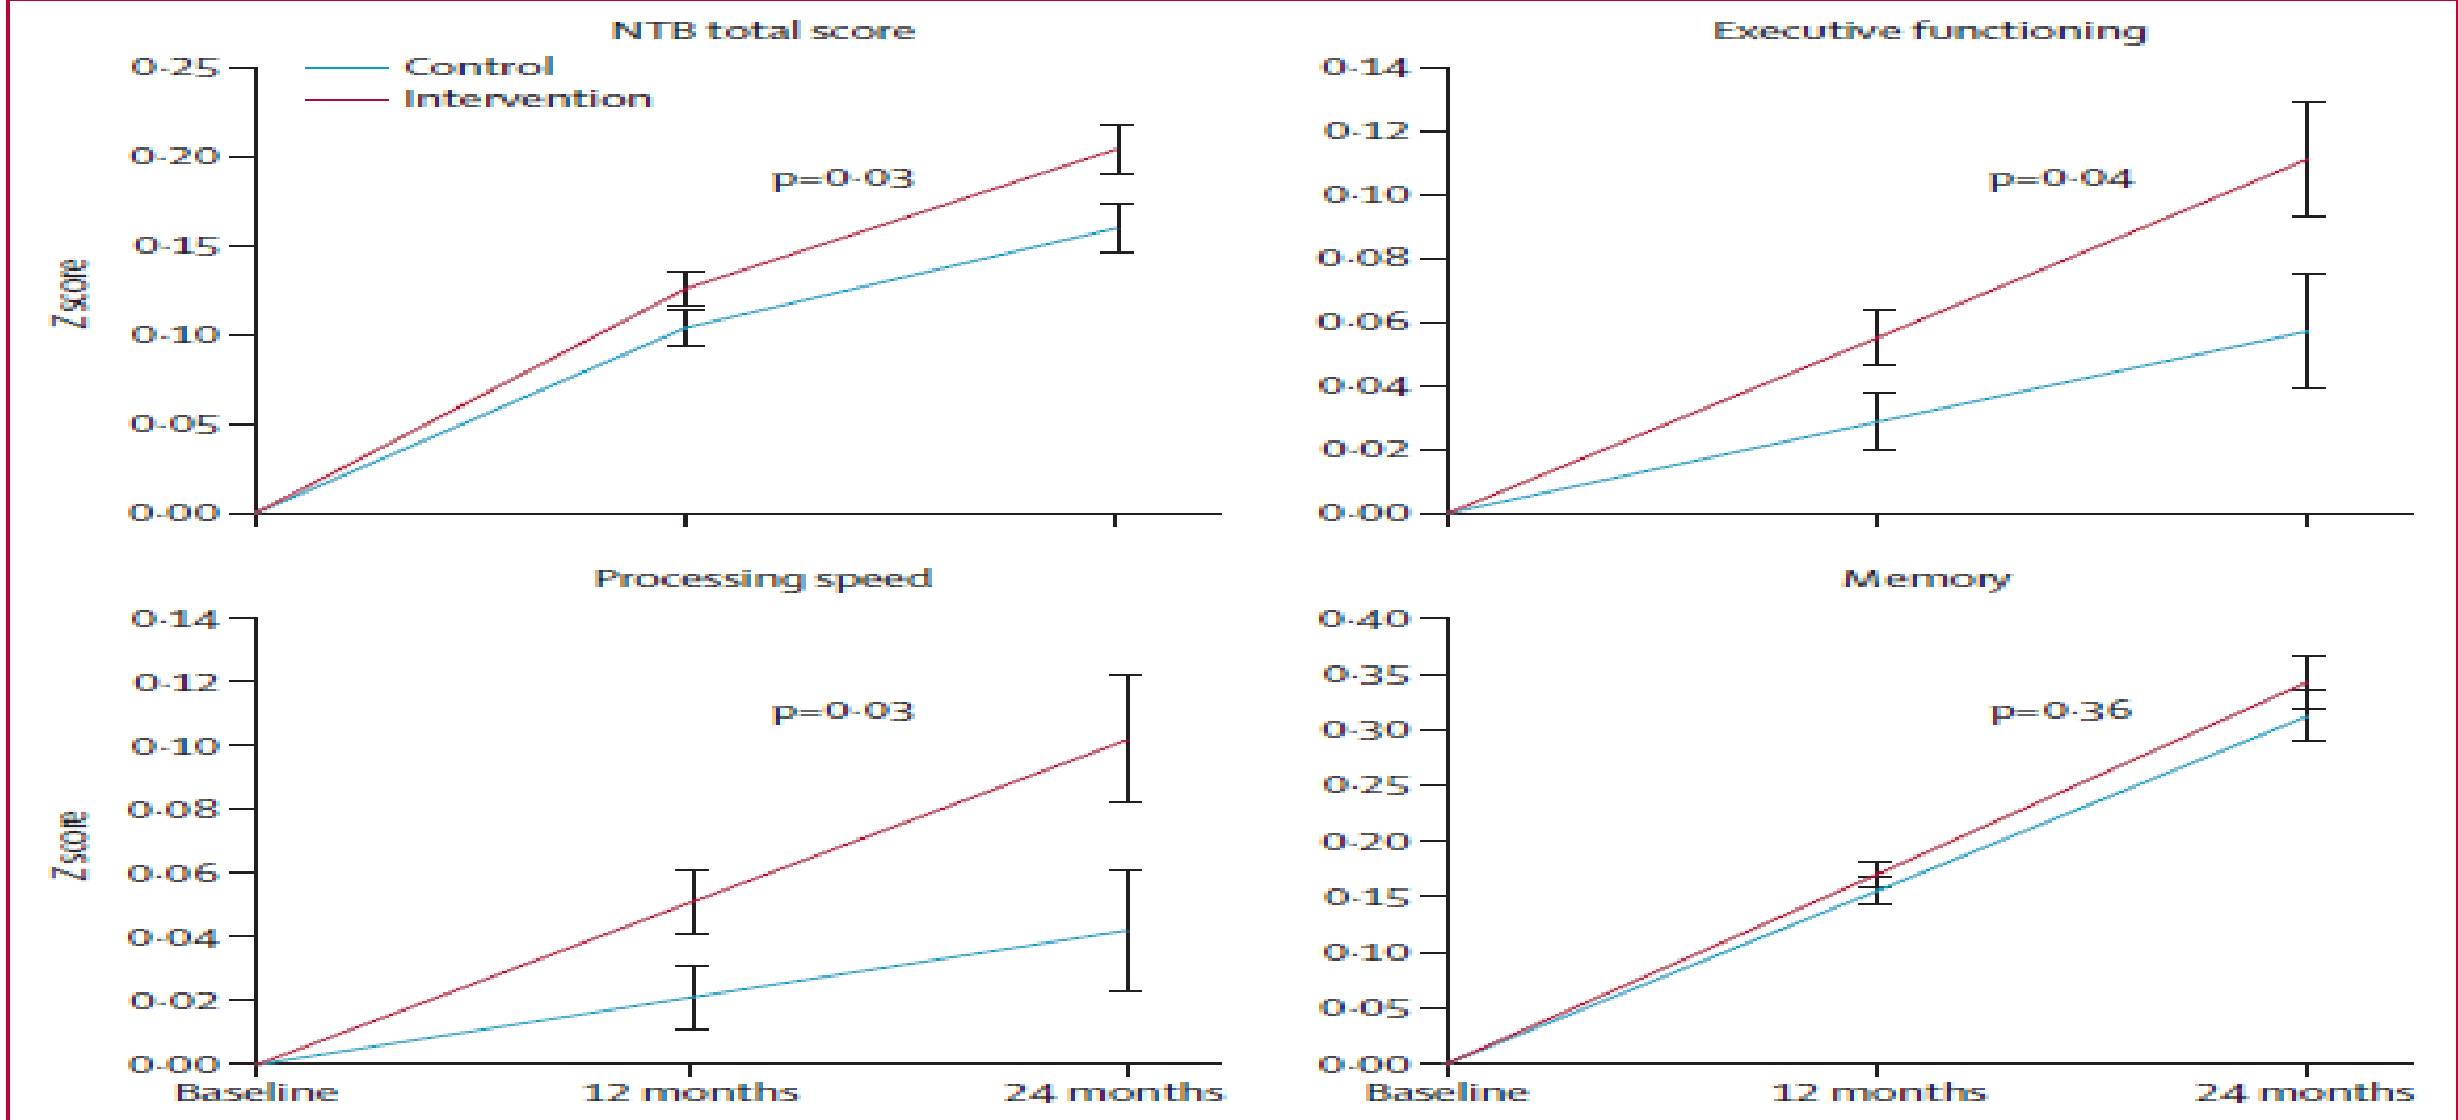 NTB total score
Control
Intervention
0·25
0·20
0·15
0·10
0·05
0·00
Z score
p=0·03
Executive functioning
0·14
0·12
0·10
0·08
0·06
0·04
0·02
0·00
p=0·04
Processing speed
0·14
0·12
0·10
0·08
0·06
0·04
0·02
0·00
Z score
p=0·03
Baseline
12 months
24 months
Memory
0·40
0·35
0·30
0·25
0·20
0·15
0·10
0·05
0·00
p=0·36
Baseline
12 months
24 months